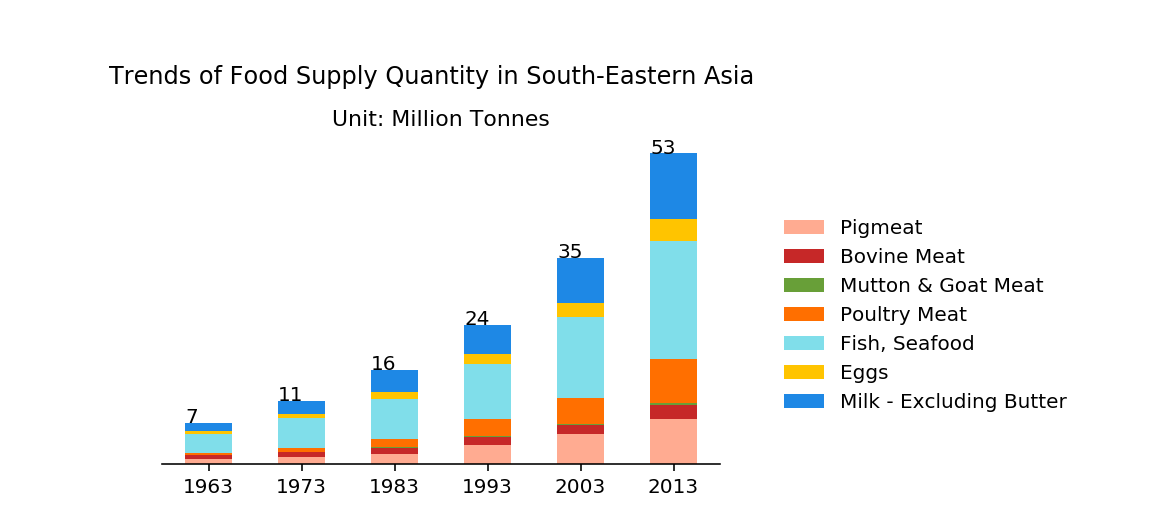 Trends of Food Supply Quantity in South-Eastern Asia
Unit: Million Tonnes
53
35
24
16
11
7
Pigmeat
Bovine Meat
Mutton & Goat Meat
Poultry Meat
Fish, Seafood
Eggs
Milk - Excluding Butter
1963 1973 1983 1993 2003 2013